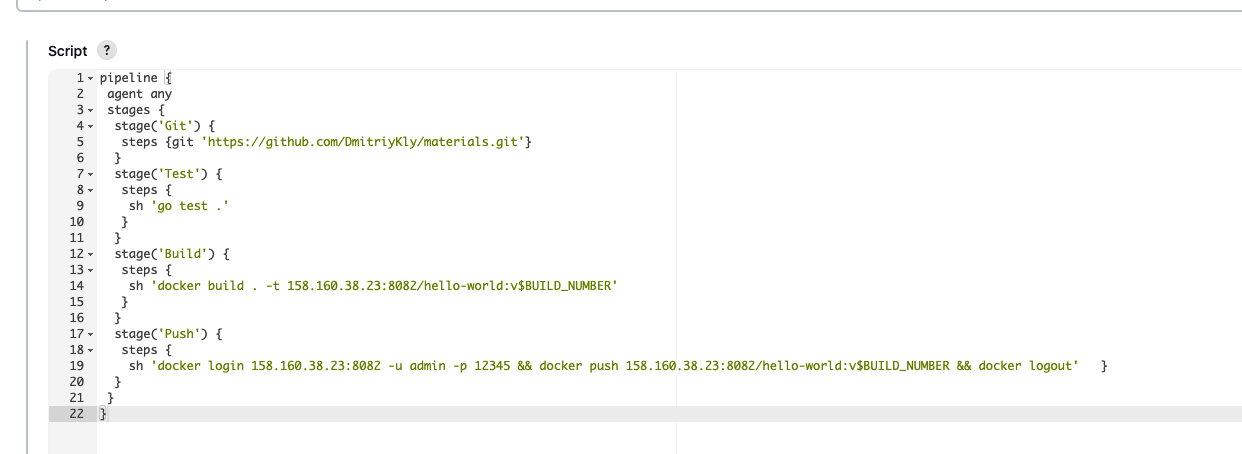 Script ?
1 pipeline {
2  agent any
3  stages {
4   stage('Git') {
5    steps {git 'https://github.com/DmitriyKly/materials.git'}
6   }
7   stage('Test') {
8    steps {
9     sh 'go test .'
10    }
11   }
12   stage('Build') {
13    steps {
14     sh 'docker build . -t 158.160.38.23:8082/hello-world:v$BUILD_NUMBER'
15    }
16   }
17   stage('Push') {
18    steps {
19     sh 'docker login 158.160.38.23:8082 -u admin -p 12345 && docker push 158.160.38.23:8082/hello-world:v$BUILD_NUMBER && docker logout'   }
20   }
21  }
22 }